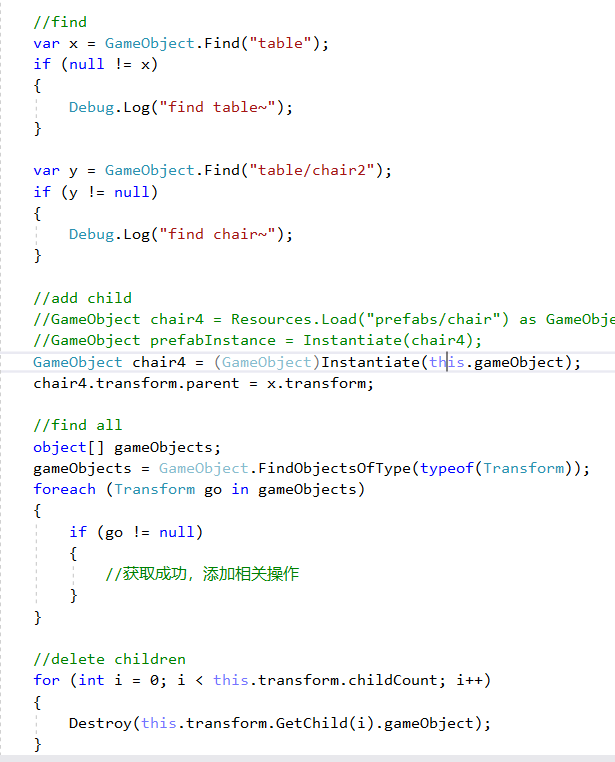 //find
var x = GameObject.Find("table");
if (null != x)
{
    Debug.Log("find table~");
}
var y = GameObject.Find("table/chair2");
if (y != null)
{
    Debug.Log("find chair~");
}
//add child
//GameObject chair4 = Resources.Load("prefabs/chair") as GameObje
//GameObject prefabInstance = Instantiate(chair4);
GameObject chair4 = (GameObject)Instantiate(this.gameObject);
chair4.transform.parent = x.transform;
//find all
object[] gameObjects;
gameObjects = GameObject.FindObjectsOfType(typeof(Transform));
foreach (Transform go in gameObjects)
{
    if (go != null)
    {
        //获取成功，添加相关操作
    }
}
//delete children
for (int i = 0; i < this.transform.childCount; i++)
{
    Destroy(this.transform.GetChild(i).gameObject);
}